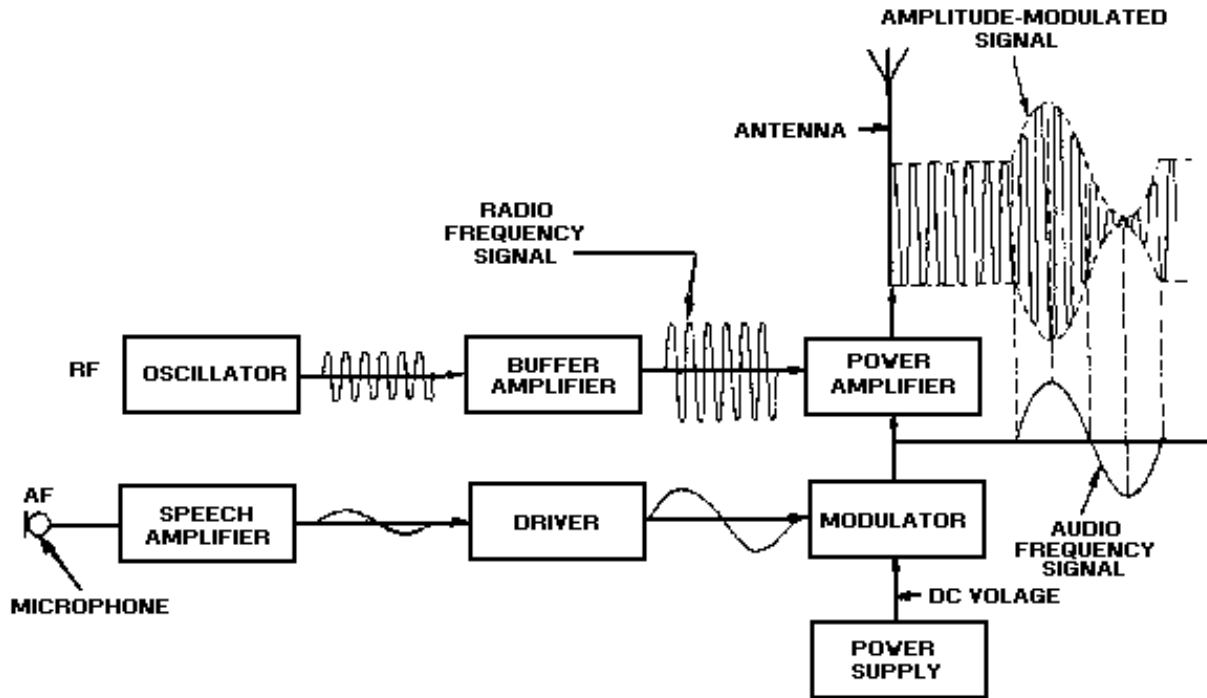 AMPLITUDE-MODULATED
SIGNAL
ANTENNA
RADIO
FREQUENCY
SIGNAL
RF
OSCILLATOR
BUFFER
AMPLIFIER
POWER
AMPLIFIER
AF
SPEECH
AMPLIFIER
DRIVER
MODULATOR
AUDIO
FREQUENCY
SIGNAL
MICROPHONE
DC VOLAGE
POWER
SUPPLY